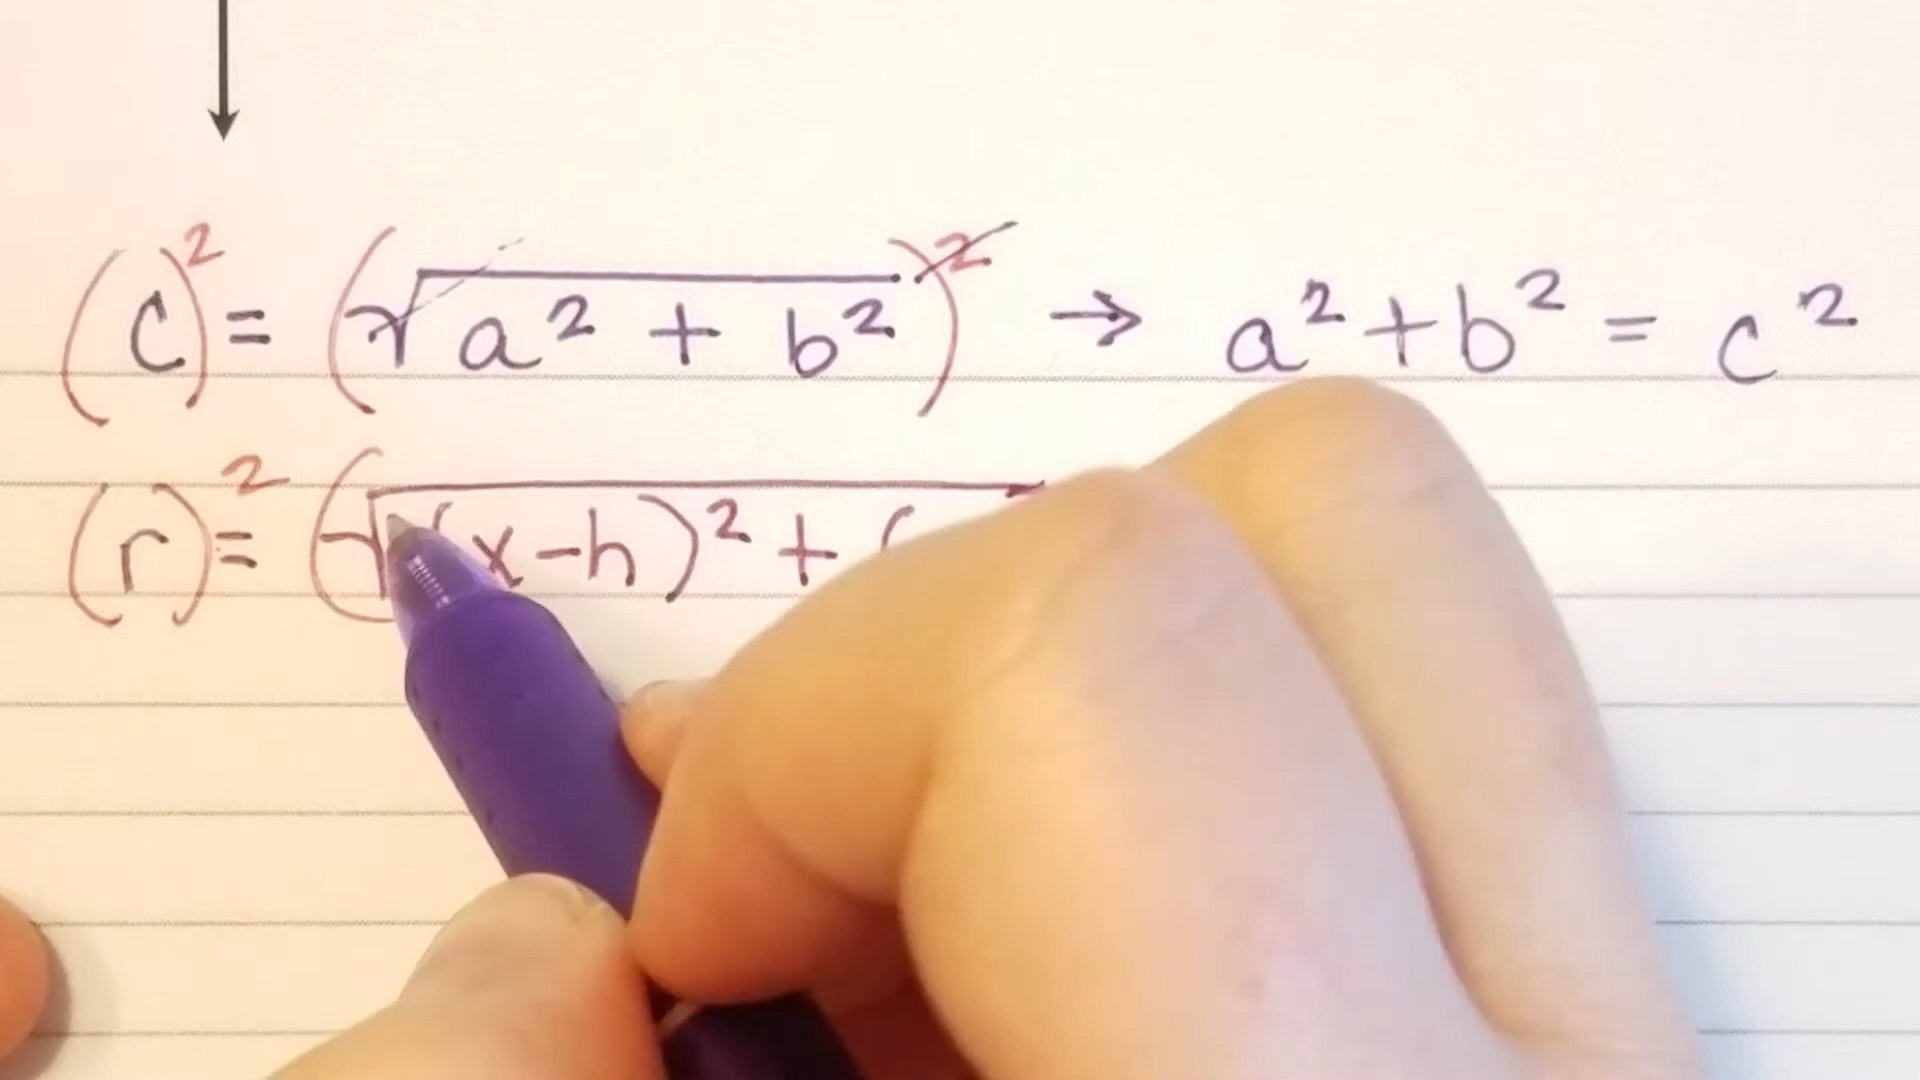 (c)² = (√a² + b²)² → a² + b² = c²
(r)² = (√(x-h)² + (